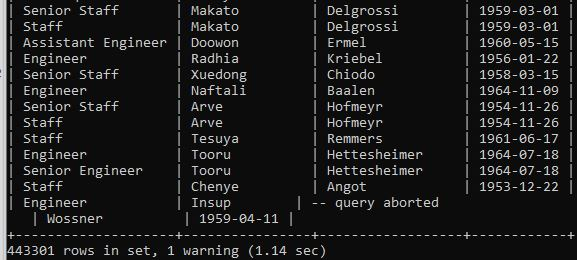 | Senior Staff       | Makato         | Delgrossi        | 1959-03-01 |
| Staff              | Makato         | Delgrossi        | 1959-03-01 |
| Assistant Engineer | Doowon         | Ermel            | 1960-05-15 |
| Engineer           | Radhia         | Kriebel          | 1956-01-22 |
| Senior Staff       | Xuedong        | Chiodo           | 1958-03-15 |
| Engineer           | Naftali        | Baalen           | 1964-11-09 |
| Senior Staff       | Arve           | Hofmeyr          | 1954-11-26 |
| Staff              | Arve           | Hofmeyr          | 1954-11-26 |
| Staff              | Tesuya         | Remmers          | 1961-06-17 |
| Engineer           | Tooru          | Hettesheimer     | 1964-07-18 |
| Senior Engineer    | Tooru          | Hettesheimer     | 1964-07-18 |
| Staff              | Chenye         | Angot            | 1953-12-22 |
| Engineer           | Insup         | -- query aborted
   | Wossner          | 1959-04-11 |
+--------------------+----------------+------------------+------------+
443301 rows in set, 1 warning (1.14 sec)